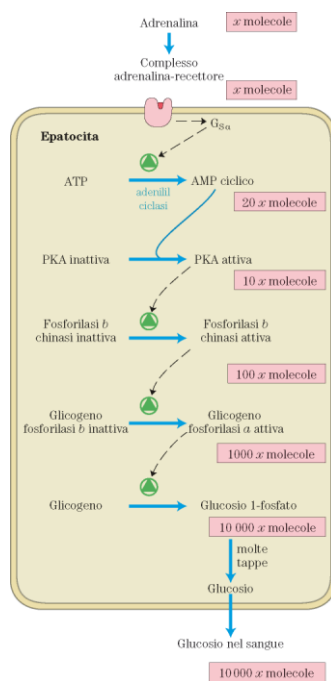 Adrenalina
x molecole
Complesso
adrenalina-recettore
x molecole
Epatocita
GSα
ATP
adenilil
ciclasi
AMP ciclico
20 x molecole
PKA inattiva
PKA attiva
10 x molecole
Fosforilasi b
chinasi inattiva
Fosforilasi b
chinasi attiva
100 x molecole
Glicogeno
fosforilasi b inattiva
Glicogeno
fosforilasi a attiva
1000 x molecole
Glicogeno
Glucosio 1-fosfato
10 000 x molecole
molte
tappe
Glucosio
Glucosio nel sangue
10 000 x molecole